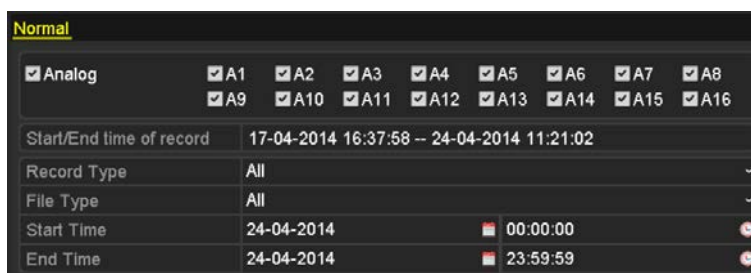 Normal
Analog A1 A2 A3 A4 A5 A6 A7 A8
A9 A10 A11 A12 A13 A14 A15 A16
Start/End time of record 17-04-2014 16:37:58 -- 24-04-2014 11:21:02
Record Type All
File Type All
Start Time 24-04-2014 00:00:00
End Time 24-04-2014 23:59:59